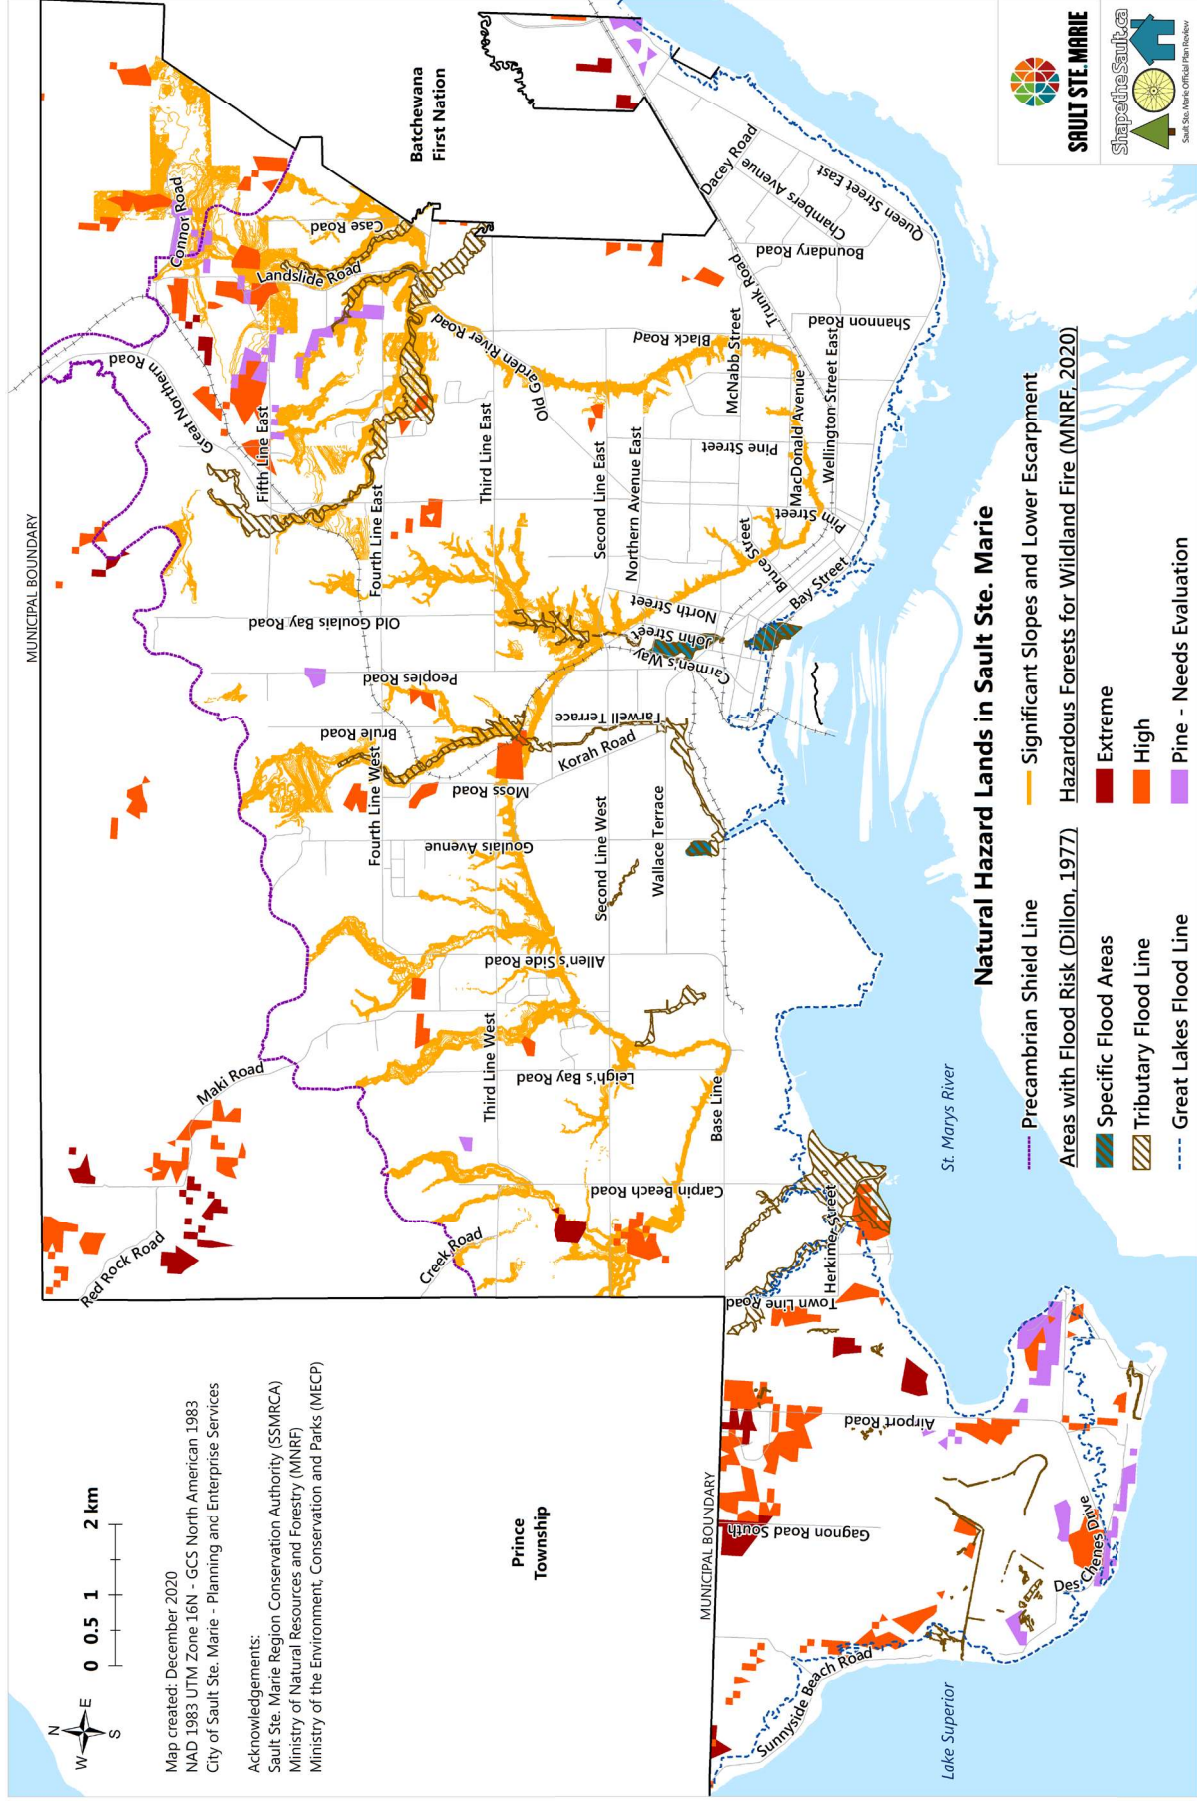 N
W E
S
0 0.5 1 2 km
Map created: December 2020
NAD 1983 UTM Zone 16N - GCS North American 1983
City of Sault Ste. Marie - Planning and Enterprise Services
Acknowledgements:
Sault Ste. Marie Region Conservation Authority (SSMRCA)
Ministry of Natural Resources and Forestry (MNRF)
Ministry of the Environment, Conservation and Parks (MECP)
MUNICIPAL BOUNDARY
Prince
Township
MUNICIPAL BOUNDARY
Batchewana
First Nation
Red Rock Road
Maki Road
Great Northern Road
Connor Road
Landslide Road
Case Road
Fifth Line East
Old Goulais Bay Road
Fourth Line East
Peoples Road
Brule Road
Fourth Line West
Creek Road
Third Line West
Third Line East
Moss Road
Goulais Avenue
Allen's Side Road
Leigh's Bay Road
Carpin Beach Road
Old Garden River Road
Second Line East
Northern Avenue East
Black Road
Second Line West
Korah Road
Farwell Terrace
Wallace Terrace
Carmen's Way
John Street
North Street
Bruce Street
Bay Street
Pim Street
Pine Street
McNabb Street
MacDonald Avenue
Wellington Street East
Trunk Road
Shannon Road
Boundary Road
Dacey Road
Chambers Avenue
Queen Street East
Base Line
Town Line Road
Herkimer Street
Airport Road
Gagnon Road South
Sunnyside Beach Road
Des Chenes Drive
Lake Superior
St. Marys River
Natural Hazard Lands in Sault Ste. Marie
Precambrian Shield Line
Areas with Flood Risk (Dillon, 1977)
Specific Flood Areas
Tributary Flood Line
Great Lakes Flood Line
Significant Slopes and Lower Escarpment
Hazardous Forests for Wildland Fire (MNRF, 2020)
Extreme
High
Pine - Needs Evaluation
SAULT STE. MARIE
ShapetheSault.ca
Sault Ste. Marie Official Plan Review